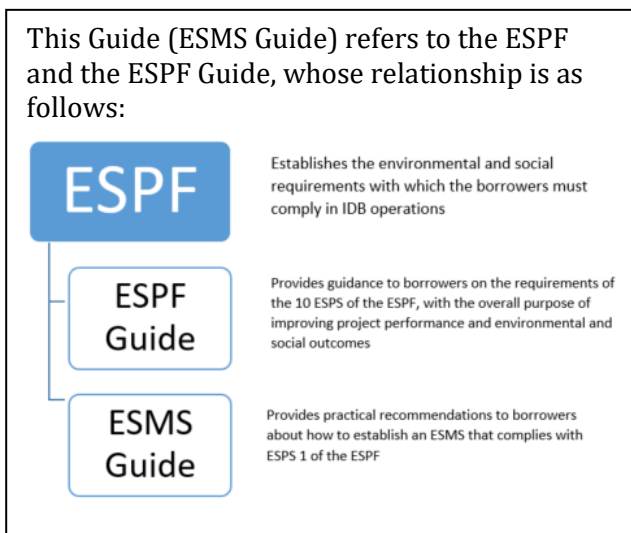 This Guide (ESMS Guide) refers to the ESPF
and the ESPF Guide, whose relationship is as
follows:
ESPF
Establishes the environmental and social
requirements with which the borrowers must
comply in IDB operations
ESPF
Guide
Provides guidance to borrowers on the requirements of
the 10 ESPS of the ESPF, with the overall purpose of
improving project performance and environmental and
social outcomes
ESMS
Guide
Provides practical recommendations to borrowers
about how to establish an ESMS that complies with
ESPS 1 of the ESPF